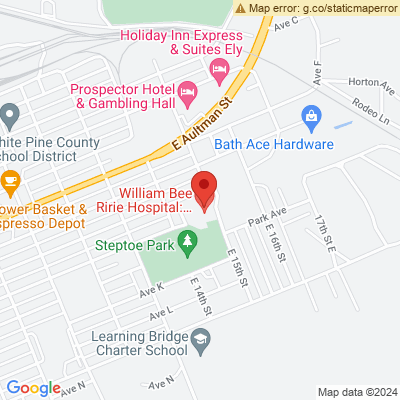 Map error: g.co/staticmaperror
Ave C
Holiday Inn Express
& Suites Ely
Ave F
Horton Ave
Prospector Hotel
& Gambling Hall
Rodeo Ln
E Aultman St
hite Pine County
School District
Bath Ace Hardware
William Bee
Ririe Hospital:...
ower Basket &
spresso Depot
Park Ave
17th St E
E 16th St
Steptoe Park
E 15th St
Ave K
E 14th St
Ave L
Learning Bridge
Charter School
Ave N
Ave N
Google
Map data ©2024